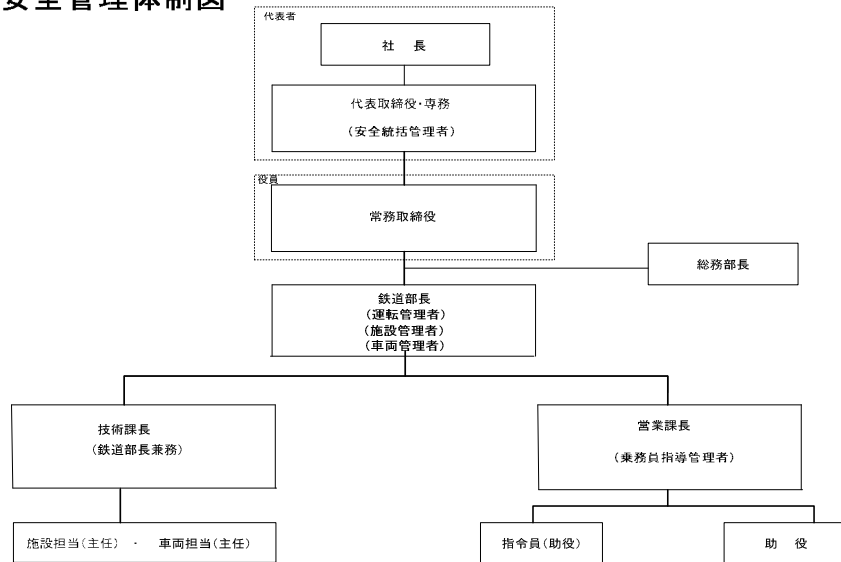 安全管理体制図
代表者
社　長
代表取締役・専務
（安全統括管理者）
役員
常務取締役
総務部長
鉄道部長
（運転管理者）
（施設管理者）
（車両管理者）
技術課長
（鉄道部長兼務）
営業課長
（乗務員指導管理者）
施設担当（主任）　・　車両担当（主任）
指令員（助役）
助　役